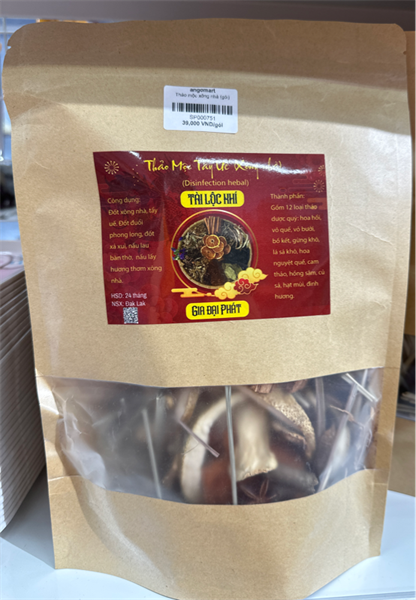 angomart
Thảo mộc xông nhà (gói)
SP000751
39,000 VND/gói
Thảo Mộc Tẩy Uế Xông Nhà
(Disinfection hebal)
TÀI LỘC KHÍ
Công dụng:
Đốt xông nhà, tẩy
uế. Đốt đuổi
phong long, đốt
xả xui, nấu lau
bàn thờ, nấu lấy
hương thơm xông
nhà.
HSD: 24 tháng
NSX: Đak Lak
Thành phần:
Gồm 12 loại thảo
dược quý: hoa hồi,
vỏ quế, vỏ bưởi,
bồ kết, gừng khô,
lá sả khô, hoa
nguyệt quế, cam
thảo, hồng sâm, củ
sả, hạt mùi, đinh
hương.
GIA ĐẠI PHÁT